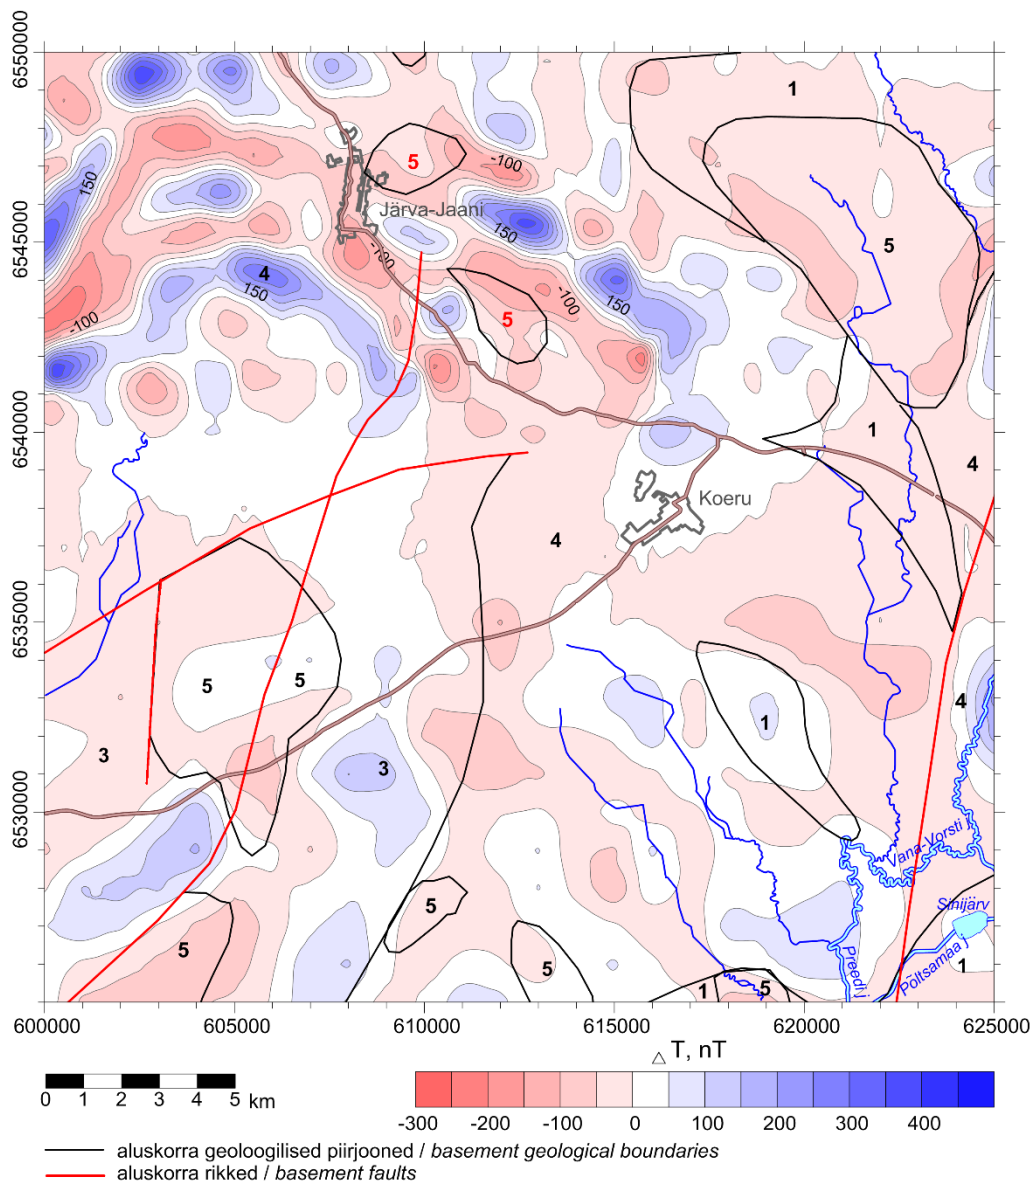 6550000
6545000
6540000
6535000
6530000
1
5
-100
150
Järva-Jaani
150
-100
5
4
150
-100
5
150
-100
1
4
Koeru
4
5
5
4
3
1
3
Vana-Võrsti j
Sinijärv
5
5
5
Preedi j
Põltsamaa j
1
1
5
600000 605000 610000 615000 620000 625000
△ T, nT
0 1 2 3 4 5 km
-300 -200 -100 0 100 200 300 400
aluskorra geoloogilised piirjooned / basement geological boundaries
aluskorra rikked / basement faults